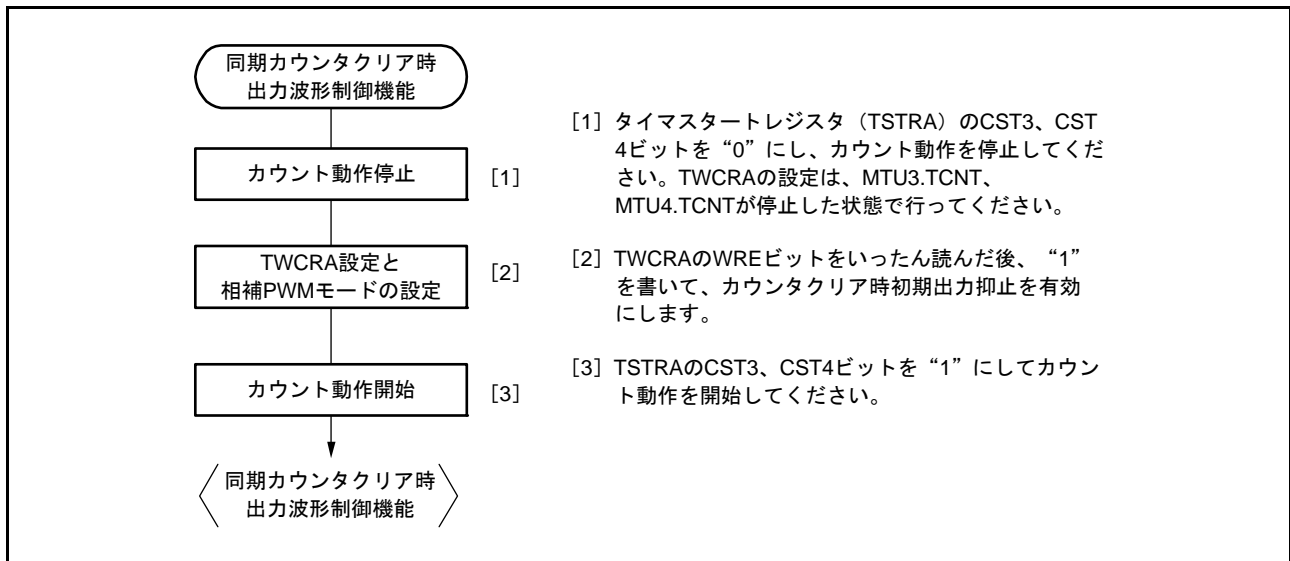 同期カウンタクリア時
出力波形制御機能
カウント動作停止
[1]
[1] タイマスタートレジスタ（TSTRA）のCST3、CST
4ビットを“0”にし、カウント動作を停止してくだ
さい。TWCRAの設定は、MTU3.TCNT、
MTU4.TCNTが停止した状態で行ってください。
TWCRA設定と
相補PWMモードの設定
[2]
[2] TWCRAのWREビットをいったん読んだ後、“1”
を書いて、カウンタクリア時初期出力抑止を有効
にします。
カウント動作開始
[3]
[3] TSTRAのCST3、CST4ビットを“1”にしてカウン
ト動作を開始してください。
同期カウンタクリア時
出力波形制御機能